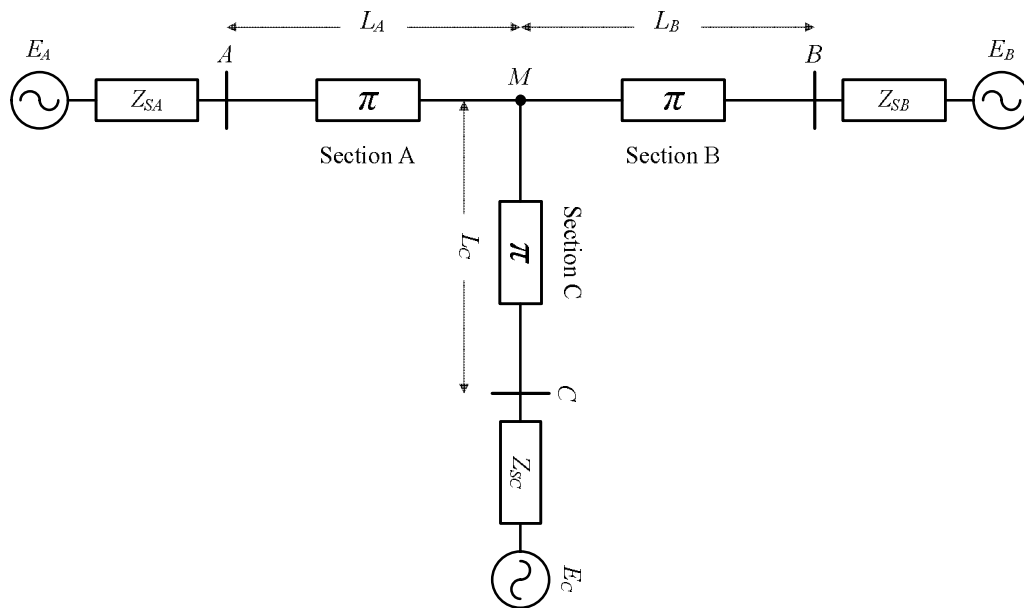 L_A
L_B
E_A
A
M
B
E_B
Z_SA
π
π
Z_SB
Section A
Section B
L_C
π
Section C
C
Z_SC
E_C